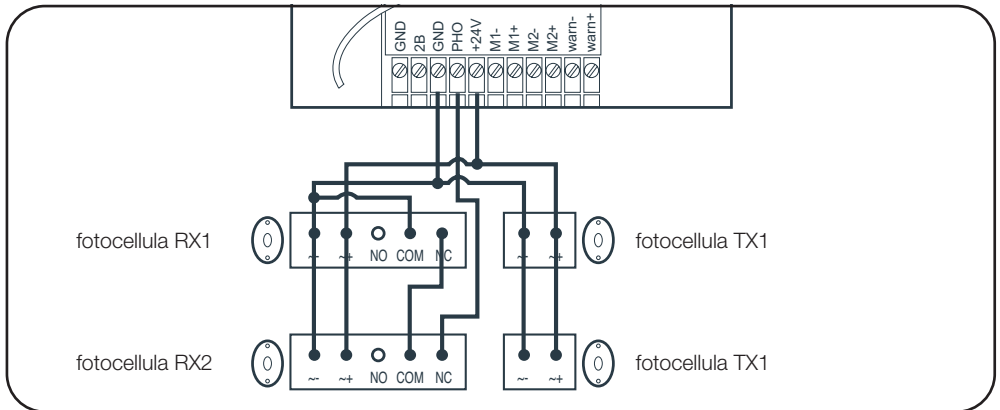 GND 2B GND PHO +24V M1- M1+ M2- M2+ warn- warn+
fotocellula RX1
~- ~+ NO COM NC
~- ~+
fotocellula TX1
fotocellula RX2
~- ~+ NO COM NC
~- ~+
fotocellula TX1